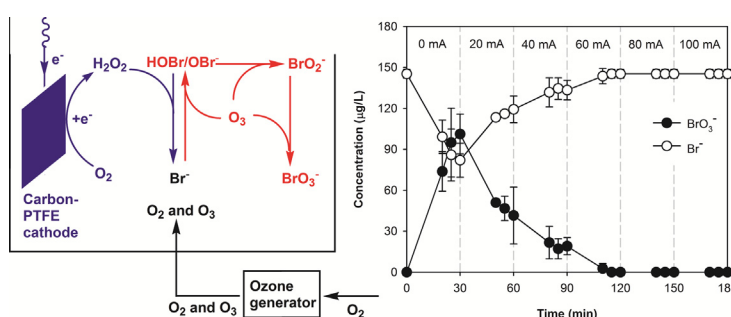 e⁻
H₂O₂
HOBr/OBr⁻
BrO₂⁻
+e⁻
O₃
O₂
Br⁻
BrO₃⁻
Carbon-
PTFE
cathode
O₂ and O₃
Ozone
generator
O₂ and O₃
O₂
180
150
120
90
60
30
0
Concentration (µg/L)
0 mA
20 mA
40 mA
60 mA
80 mA
100 mA
BrO₃⁻
Br⁻
0
30
60
90
120
150
Time (min)